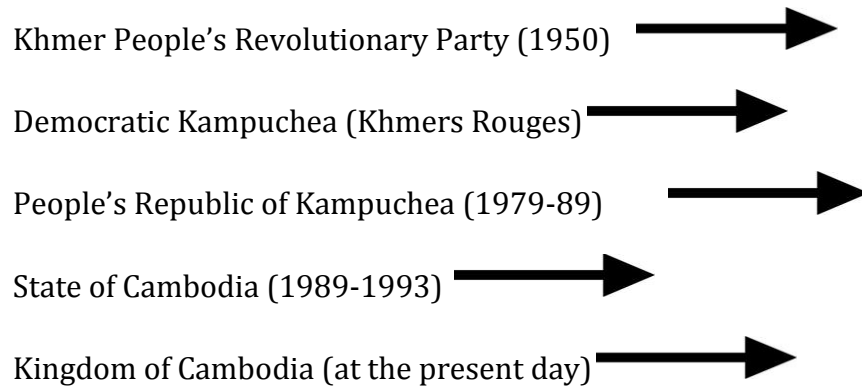 Khmer People’s Revolutionary Party (1950)
Democratic Kampuchea (Khmers Rouges)
People’s Republic of Kampuchea (1979-89)
State of Cambodia (1989-1993)
Kingdom of Cambodia (at the present day)